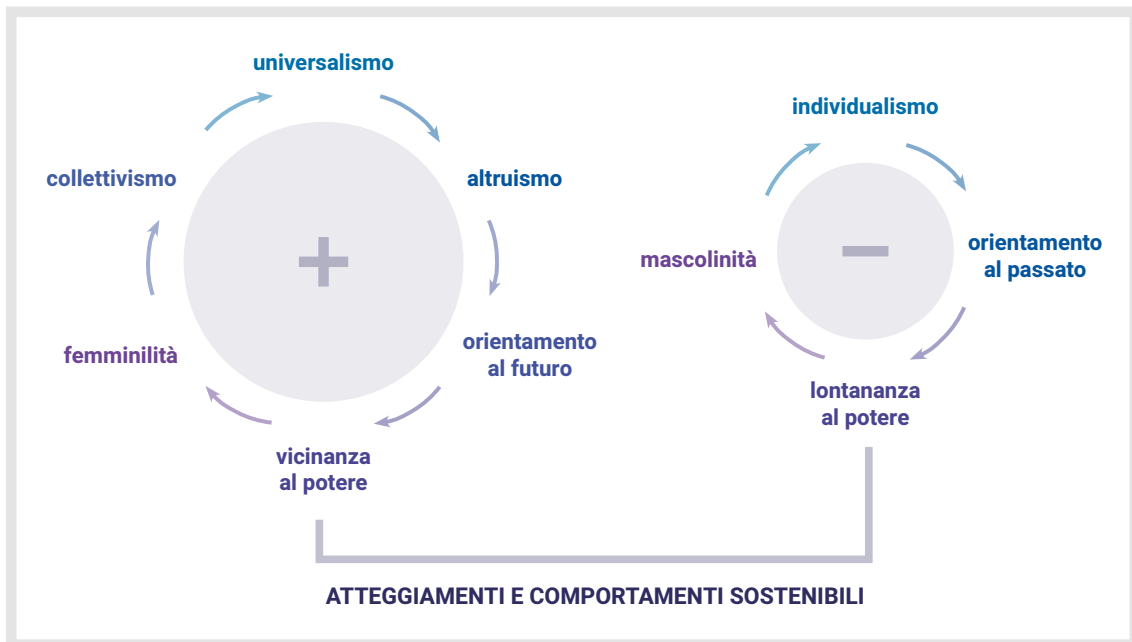 universalismo
altruismo
orientamento
al futuro
vicinanza
al potere
femminilità
collettivismo
+
individualismo
orientamento
al passato
lontananza
al potere
mascolinità
−
ATTEGGIAMENTI E COMPORTAMENTI SOSTENIBILI